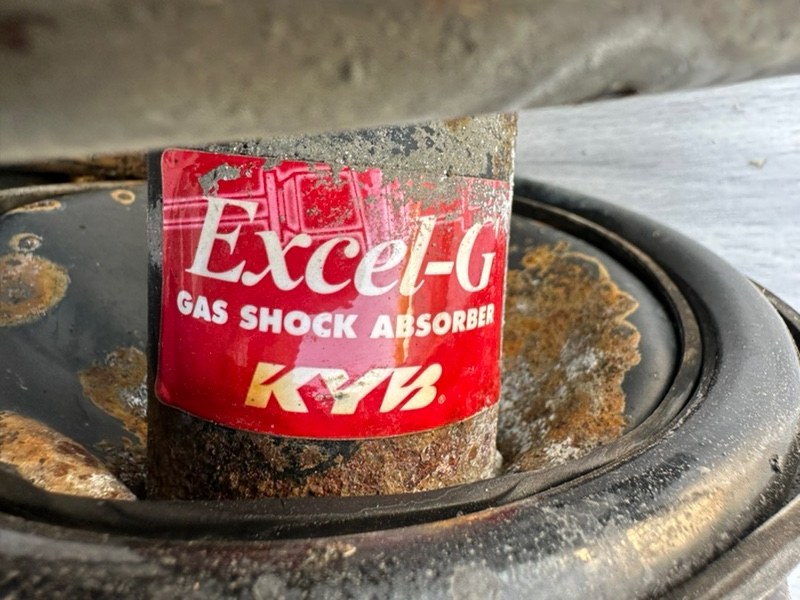 Excel-G
GAS SHOCK ABSORBER
KYB®